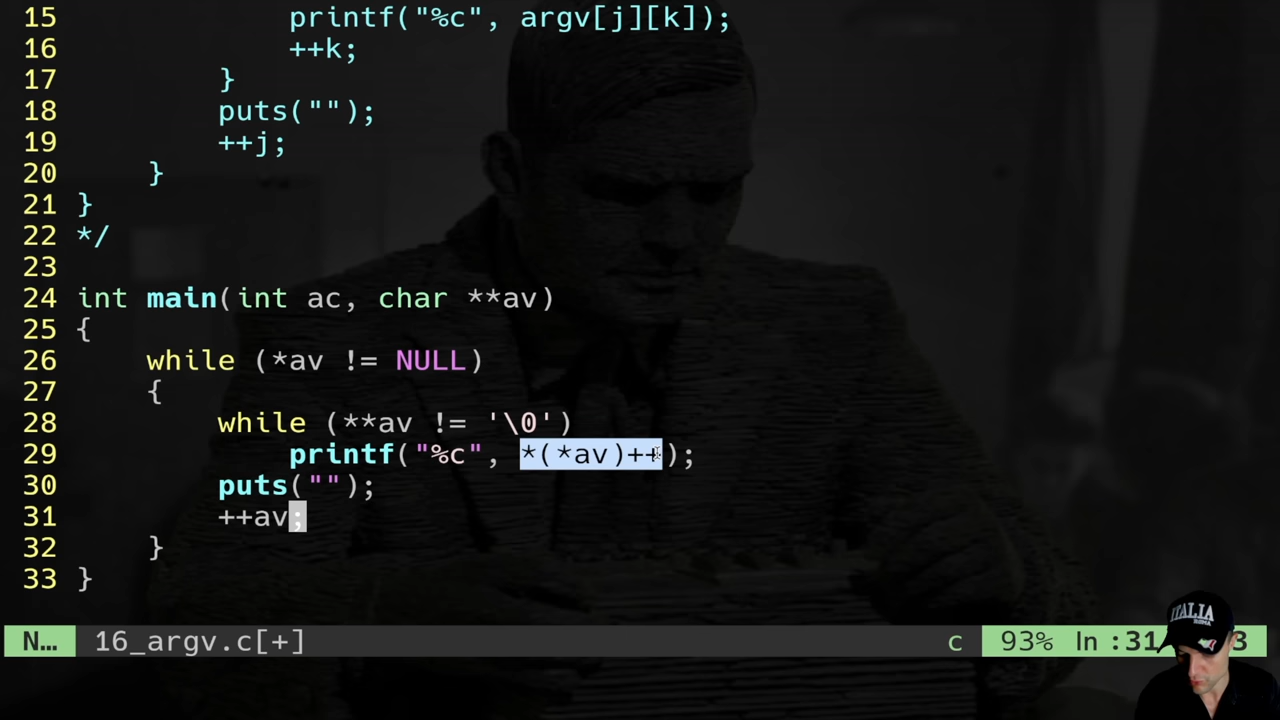 15 printf("%c", argv[j][k]);
16 ++k;
17 }
18 puts("");
19 ++j;
20 }
21 }
22 */
23
24 int main(int ac, char **av)
25 {
26 while (*av != NULL)
27 {
28 while (**av != '\0')
29 printf("%c", *(*av)++);
30 puts("");
31 ++av;
32 }
33 }
N… 16_argv.c[+] c 93% ln :31/ 3
ITALIA